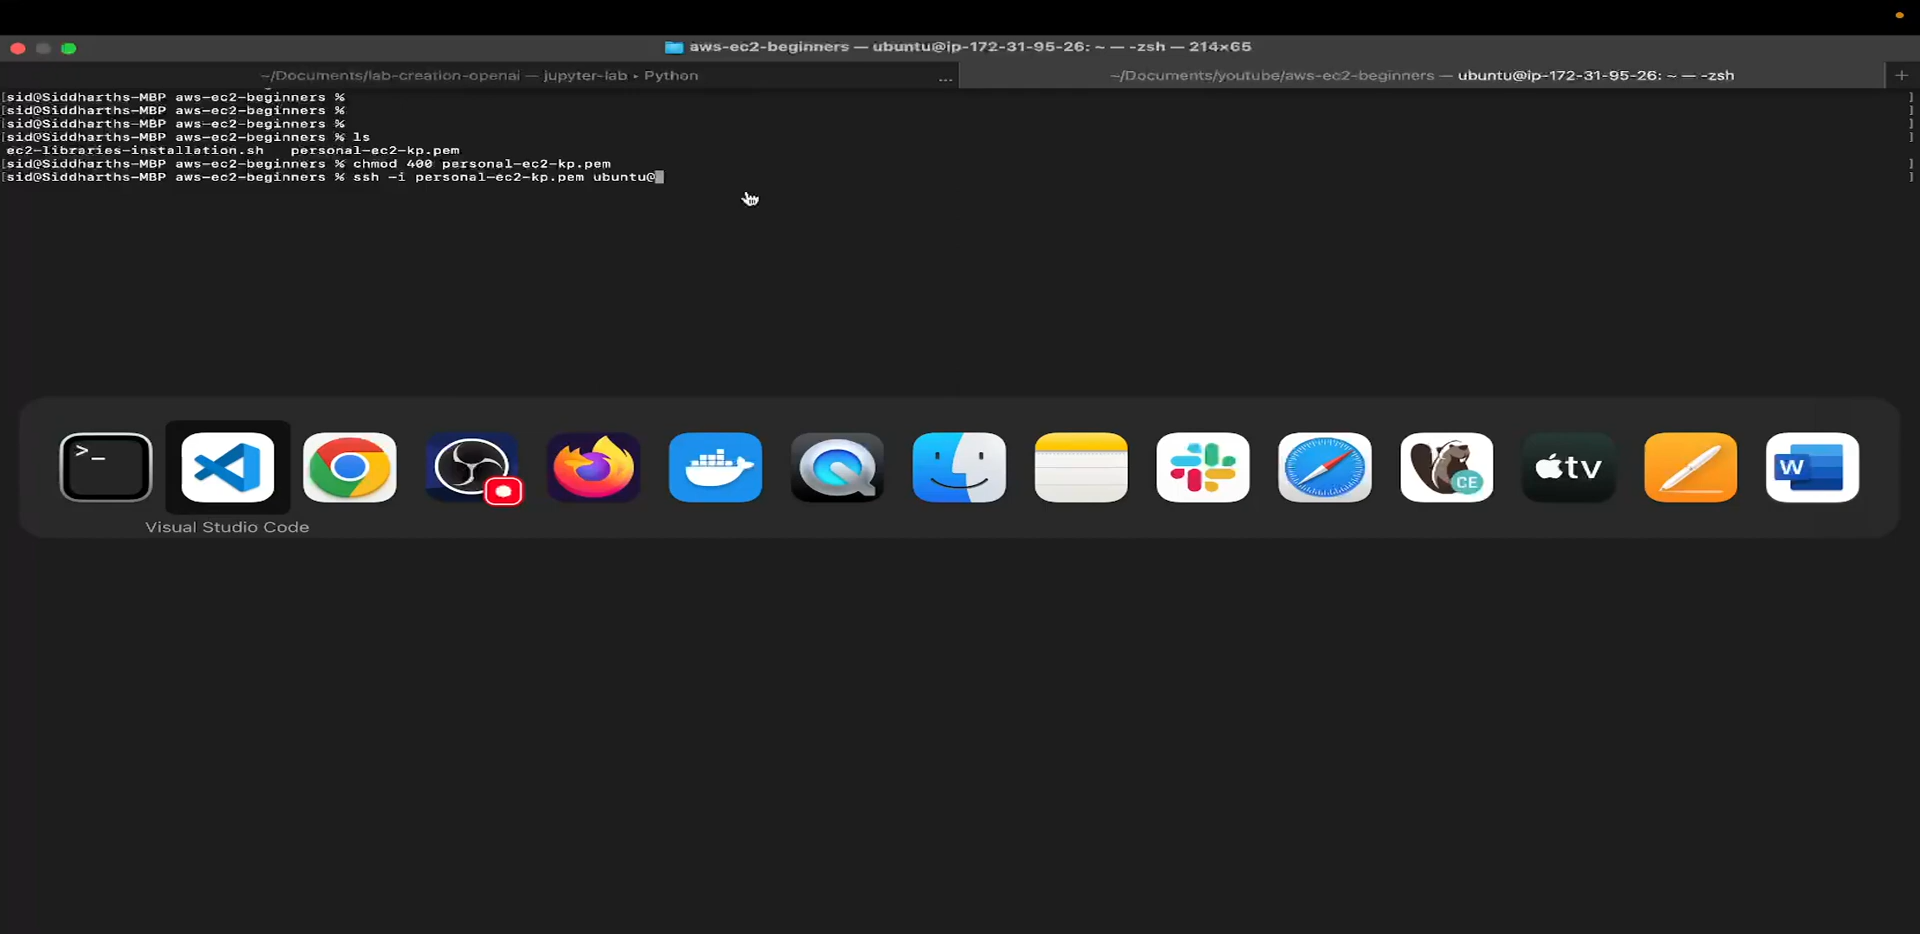 aws-ec2-beginners — ubuntu@ip-172-31-95-26: ~ — -zsh — 214×65
~/Documents/lab-creation-openai — jupyter-lab ▸ Python ... ~/Documents/youtube/aws-ec2-beginners — ubuntu@ip-172-31-95-26: ~ — -zsh +
[sid@Siddharths-MBP aws-ec2-beginners % ]
[sid@Siddharths-MBP aws-ec2-beginners % ]
[sid@Siddharths-MBP aws-ec2-beginners % ]
[sid@Siddharths-MBP aws-ec2-beginners % ls ]
ec2-libraries-installation.sh personal-ec2-kp.pem
[sid@Siddharths-MBP aws-ec2-beginners % chmod 400 personal-ec2-kp.pem ]
[sid@Siddharths-MBP aws-ec2-beginners % ssh -i personal-ec2-kp.pem ubuntu@ ]
>_ CE tv W
Visual Studio Code